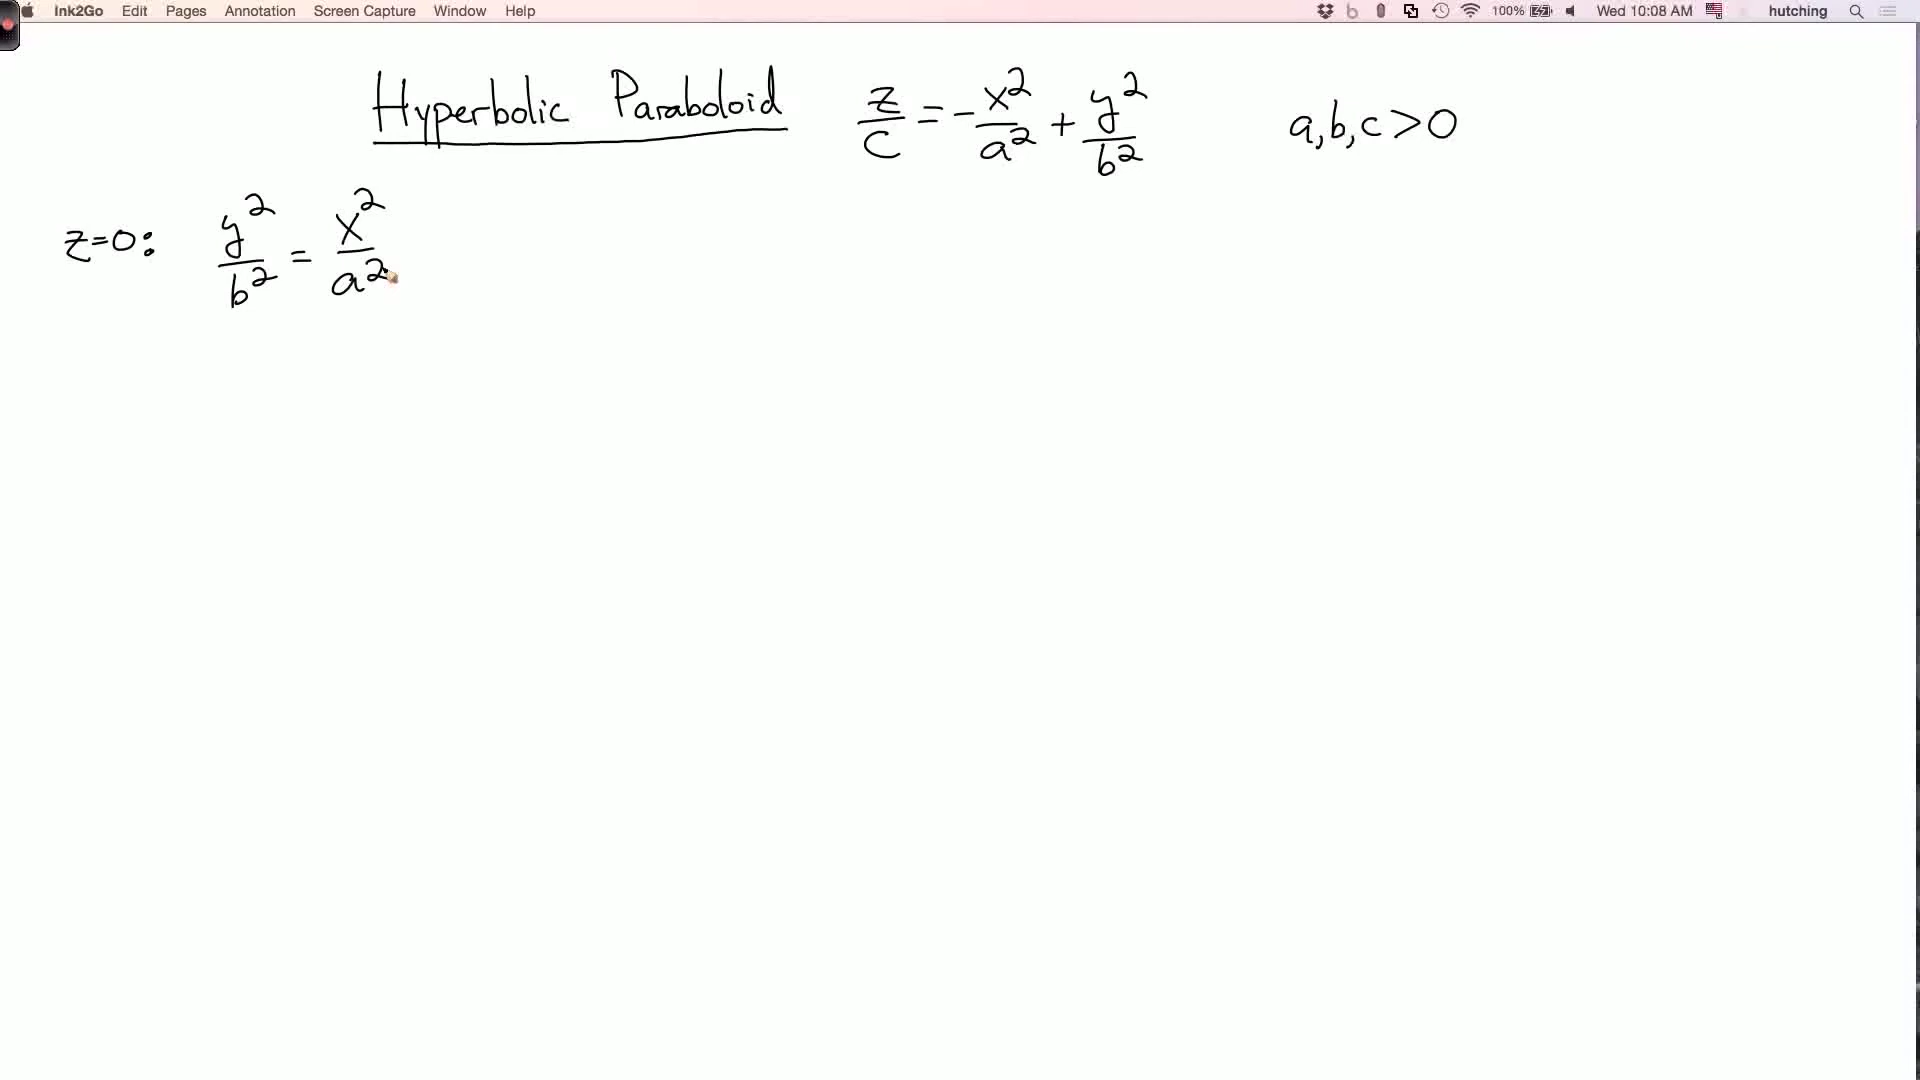 Ink2Go Edit Pages Annotation Screen Capture Window Help 100% Wed 10:08 AM hutching
Hyperbolic Paraboloid z/c = -x²/a² + y²/b² a,b,c>0
z=0: y²/b² = x²/a²